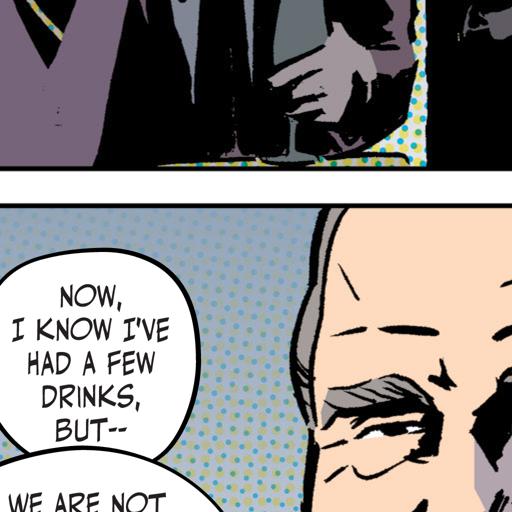 NOW,
I KNOW I'VE
HAD A FEW
DRINKS,
BUT--
WE ARE NOT